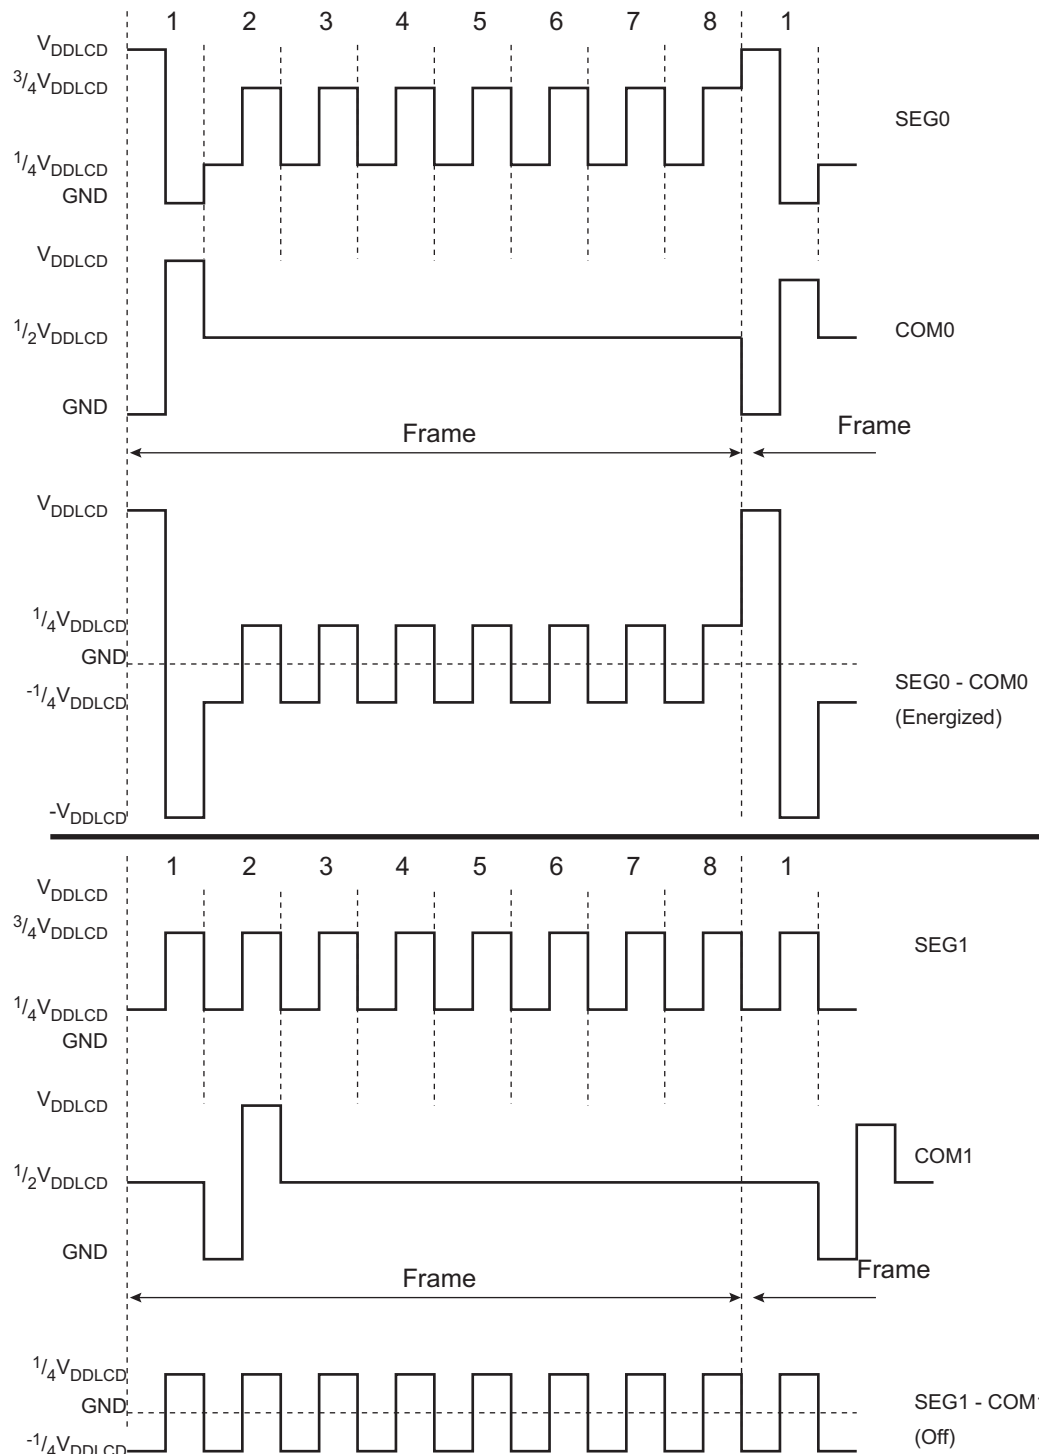 1 2 3 4 5 6 7 8 1
VDDLCD
3/4VDDLCD
SEG0
1/4VDDLCD
GND
VDDLCD
1/2VDDLCD
COM0
GND
Frame Frame
VDDLCD
1/4VDDLCD
GND
-1/4VDDLCD
SEG0 - COM0
(Energized)
-VDDLCD
1 2 3 4 5 6 7 8 1
VDDLCD
3/4VDDLCD
SEG1
1/4VDDLCD
GND
VDDLCD
1/2VDDLCD
COM1
GND
Frame Frame
1/4VDDLCD
GND
SEG1 - COM1
(Off)
-1/4VDDLCD